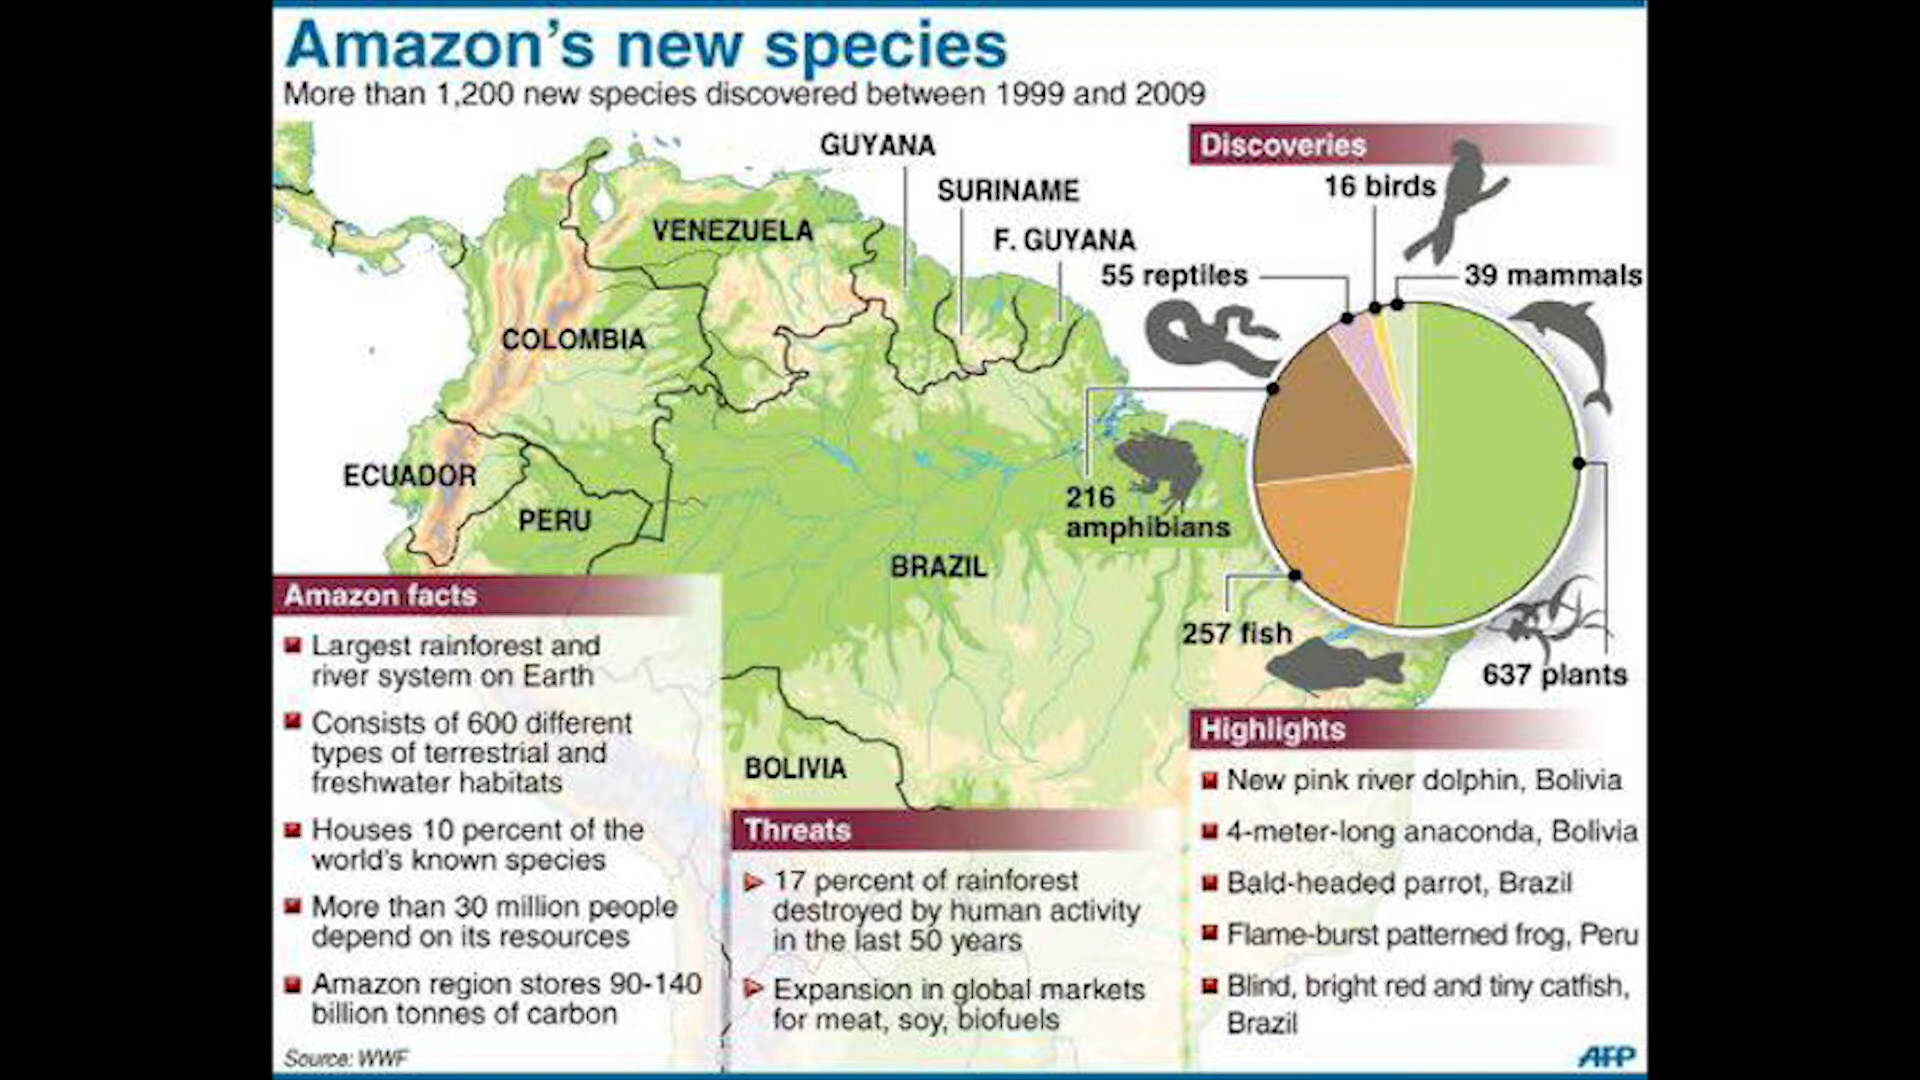 Amazon's new species
More than 1,200 new species discovered between 1999 and 2009
GUYANA
SURINAME
F. GUYANA
VENEZUELA
COLOMBIA
ECUADOR
PERU
BRAZIL
BOLIVIA
Discoveries
16 birds
55 reptiles
39 mammals
216
amphibians
257 fish
637 plants
Amazon facts
Largest rainforest and
river system on Earth
Consists of 600 different
types of terrestrial and
freshwater habitats
Houses 10 percent of the
world's known species
More than 30 million people
depend on its resources
Amazon region stores 90-140
billion tonnes of carbon
Source: WWF
Threats
17 percent of rainforest
destroyed by human activity
in the last 50 years
Expansion in global markets
for meat, soy, biofuels
Highlights
New pink river dolphin, Bolivia
4-meter-long anaconda, Bolivia
Bald-headed parrot, Brazil
Flame-burst patterned frog, Peru
Blind, bright red and tiny catfish,
Brazil
AFP